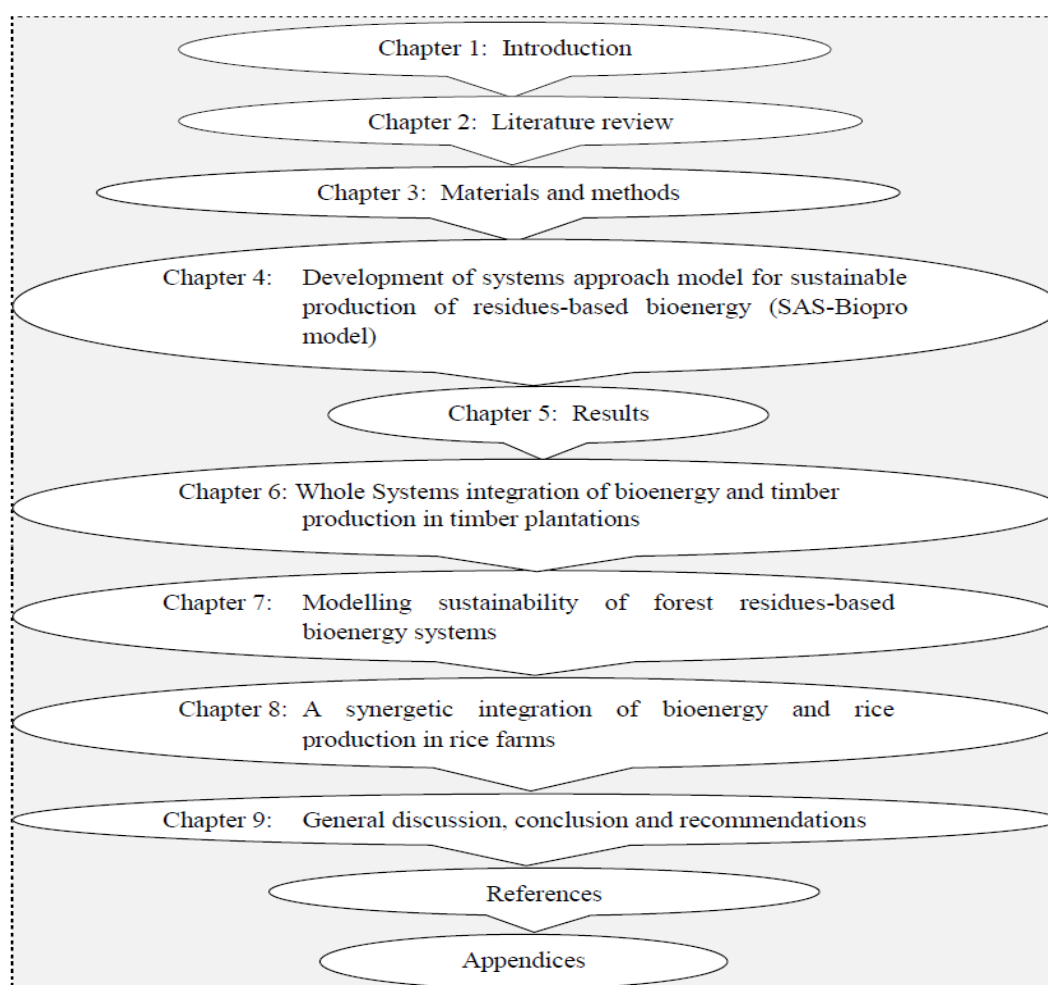 Chapter 1: Introduction
Chapter 2: Literature review
Chapter 3: Materials and methods
Chapter 4: Development of systems approach model for sustainable
production of residues-based bioenergy (SAS-Biopro
model)
Chapter 5: Results
Chapter 6: Whole Systems integration of bioenergy and timber
production in timber plantations
Chapter 7: Modelling sustainability of forest residues-based
bioenergy systems
Chapter 8: A synergetic integration of bioenergy and rice
production in rice farms
Chapter 9: General discussion, conclusion and recommendations
References
Appendices